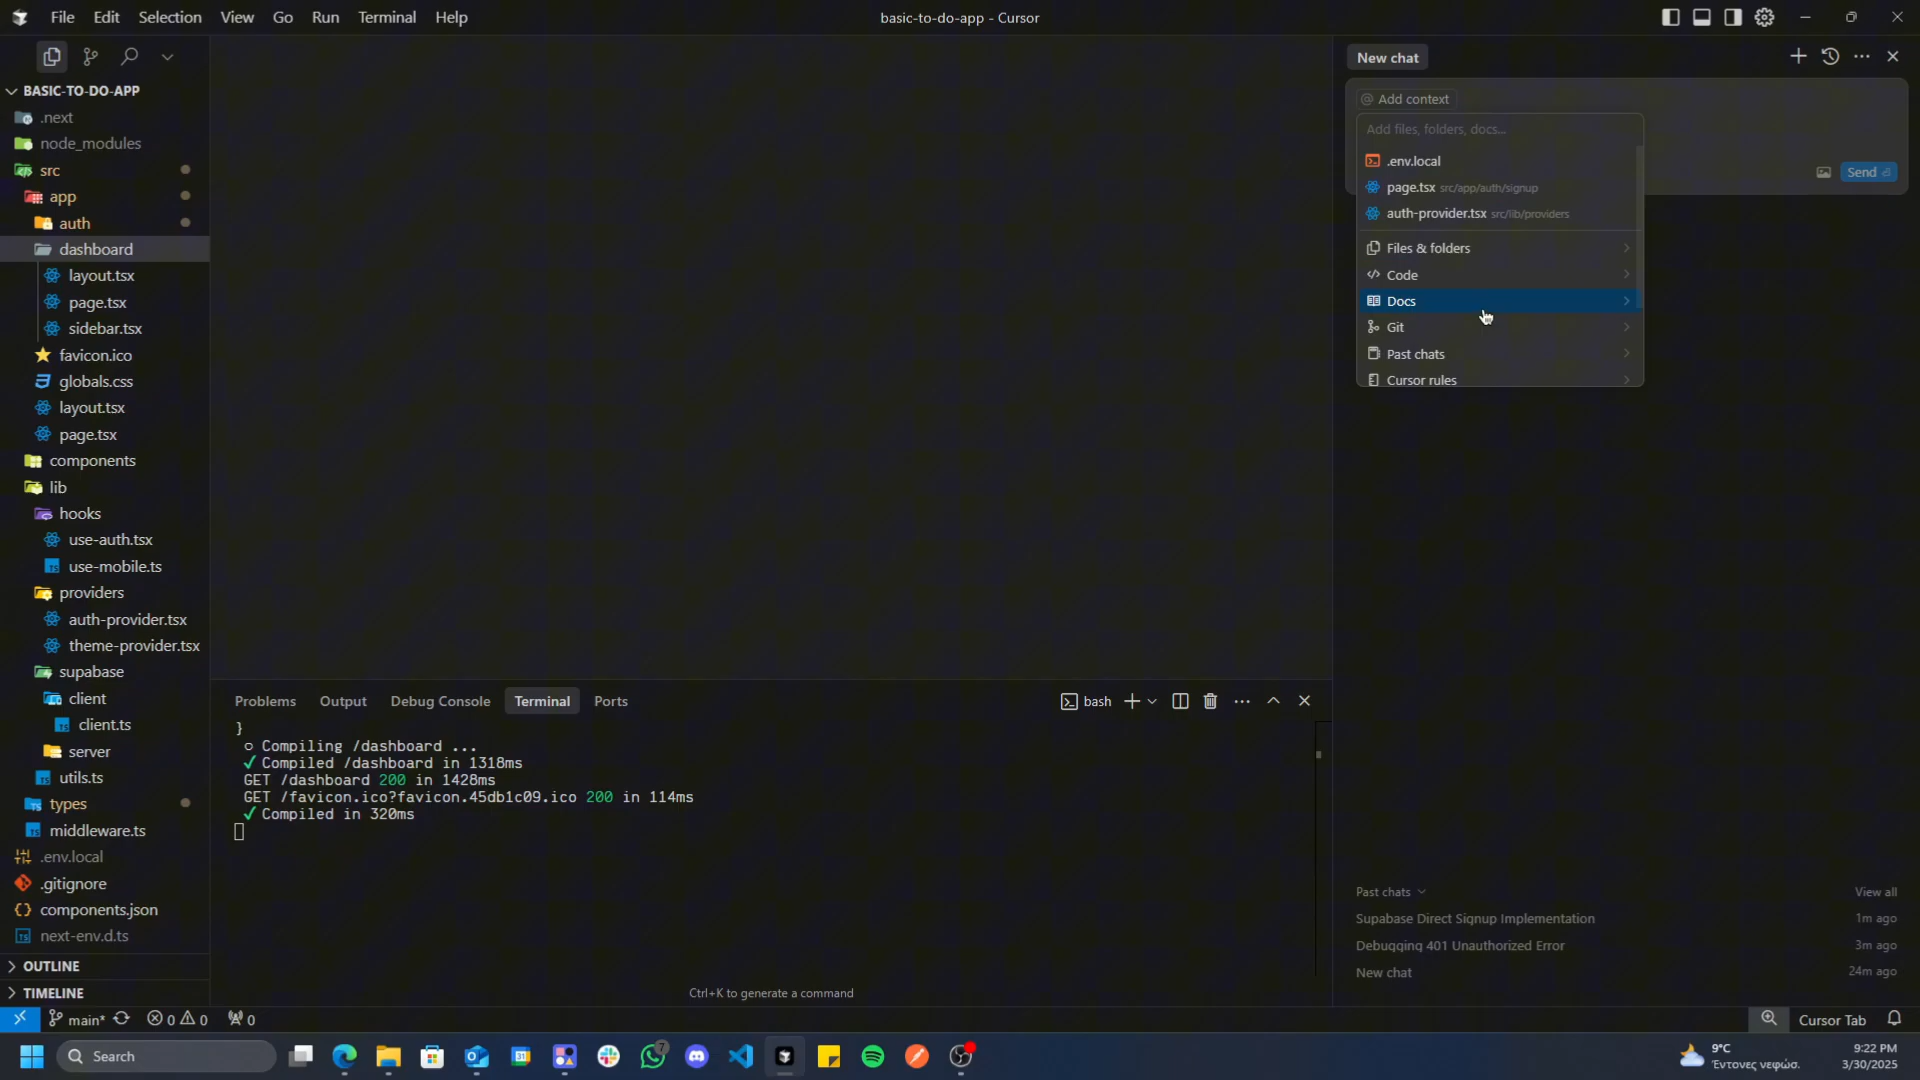 File Edit Selection View Go Run Terminal Help
basic-to-do-app - Cursor
BASIC-TO-DO-APP
.next
node_modules
src
app
auth
dashboard
layout.tsx
page.tsx
sidebar.tsx
favicon.ico
globals.css
layout.tsx
page.tsx
components
lib
hooks
use-auth.tsx
use-mobile.ts
providers
auth-provider.tsx
theme-provider.tsx
supabase
client
client.ts
server
utils.ts
types
middleware.ts
.env.local
.gitignore
components.json
next-env.d.ts
OUTLINE
TIMELINE
Problems Output Debug Console Terminal Ports
bash
}
○ Compiling /dashboard ...
✓ Compiled /dashboard in 1318ms
GET /dashboard 200 in 1428ms
GET /favicon.ico?favicon.45db1c09.ico 200 in 114ms
✓ Compiled in 320ms
Ctrl+K to generate a command
New chat
@ Add context
Add files, folders, docs...
.env.local
page.tsx src/app/auth/signup
auth-provider.tsx src/lib/providers
Files & folders
Code
Docs
Git
Past chats
Cursor rules
Send
Past chats View all
Supabase Direct Signup Implementation 1m ago
Debugging 401 Unauthorized Error 3m ago
New chat 24m ago
main* 0 0 0
Cursor Tab
Search
7
9°C
Έντονες νεφώσ.
9:22 PM
3/30/2025